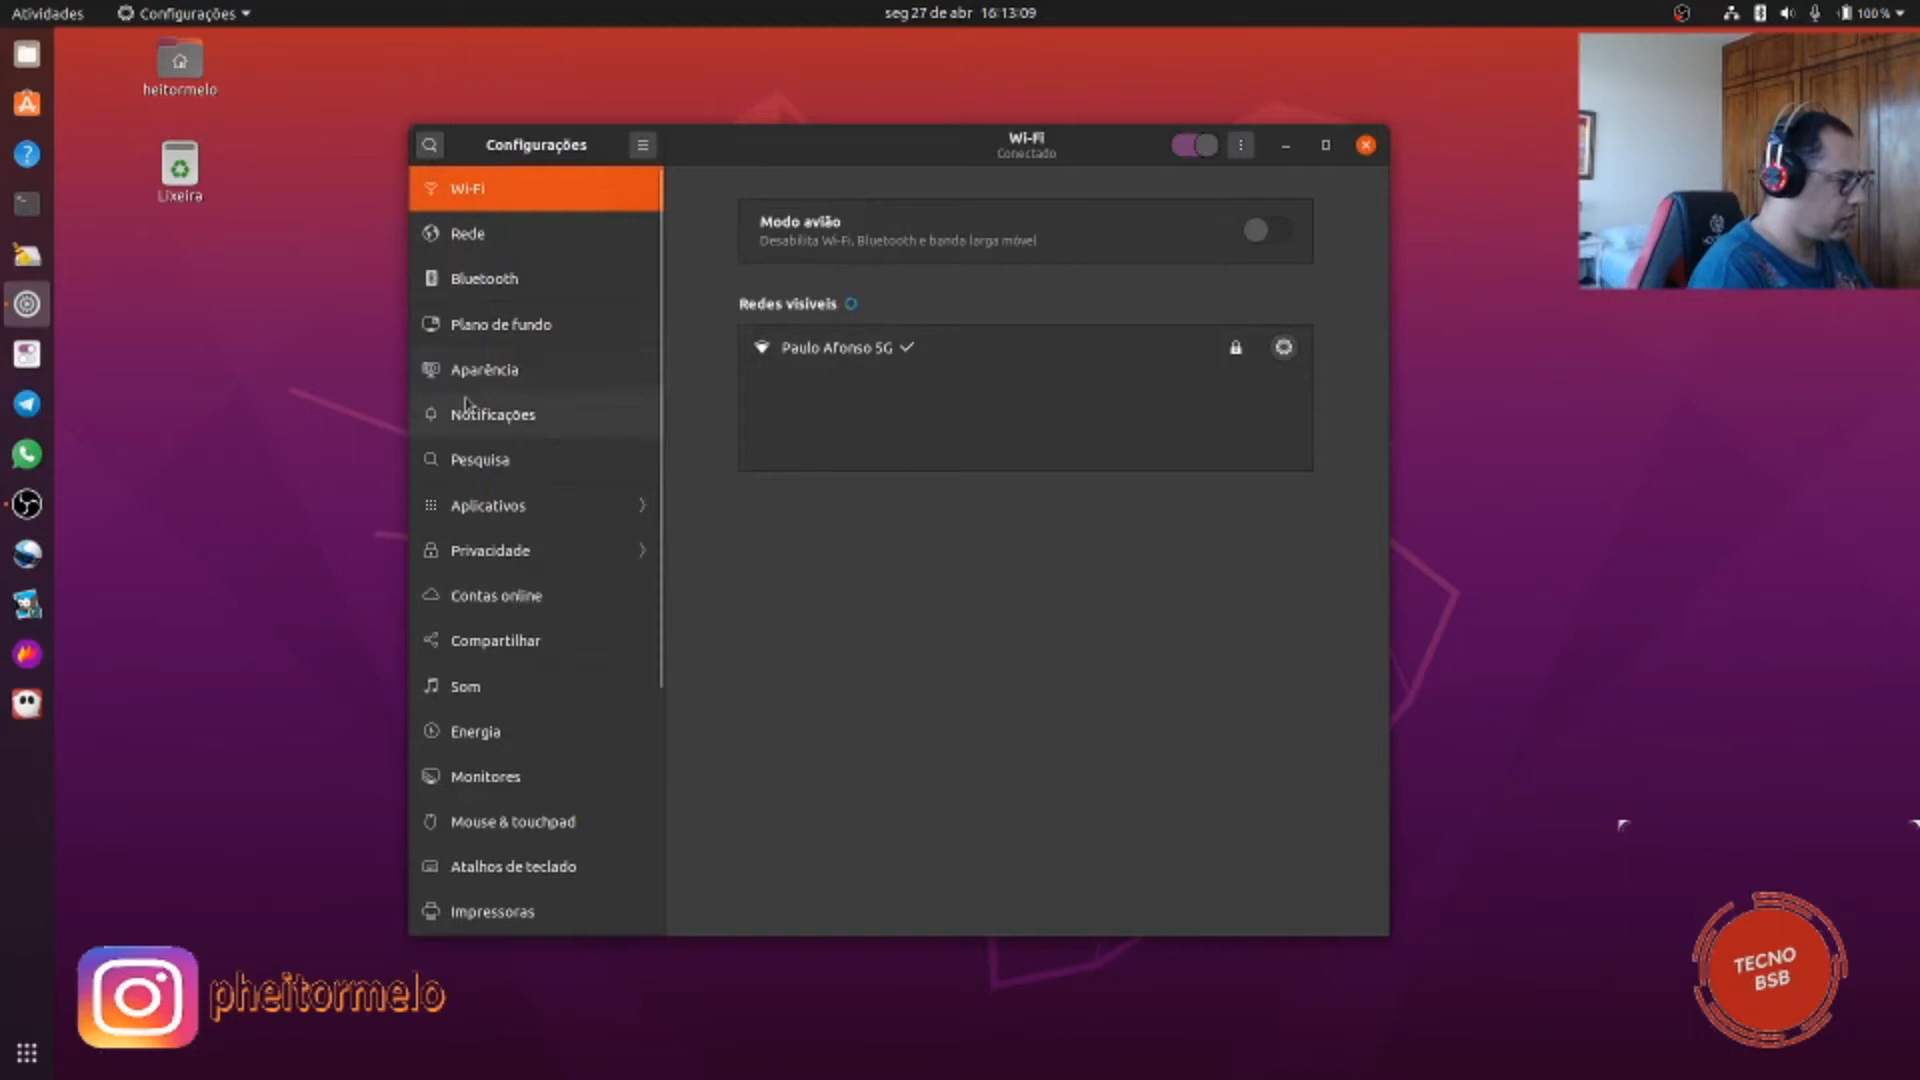 Atividades
Configurações
seg 27 de abr 16:13:09
100%
heitormelo
Lixeira
Configurações
Wi-Fi
Conectado
Wi-Fi
Rede
Bluetooth
Plano de fundo
Aparência
Notificações
Pesquisa
Aplicativos
Privacidade
Contas online
Compartilhar
Som
Energia
Monitores
Mouse & touchpad
Atalhos de teclado
Impressoras
Modo avião
Desabilita Wi-Fi, Bluetooth e banda larga móvel
Redes visíveis
Paulo Afonso 5G
pheitormelo
TECNO
BSB